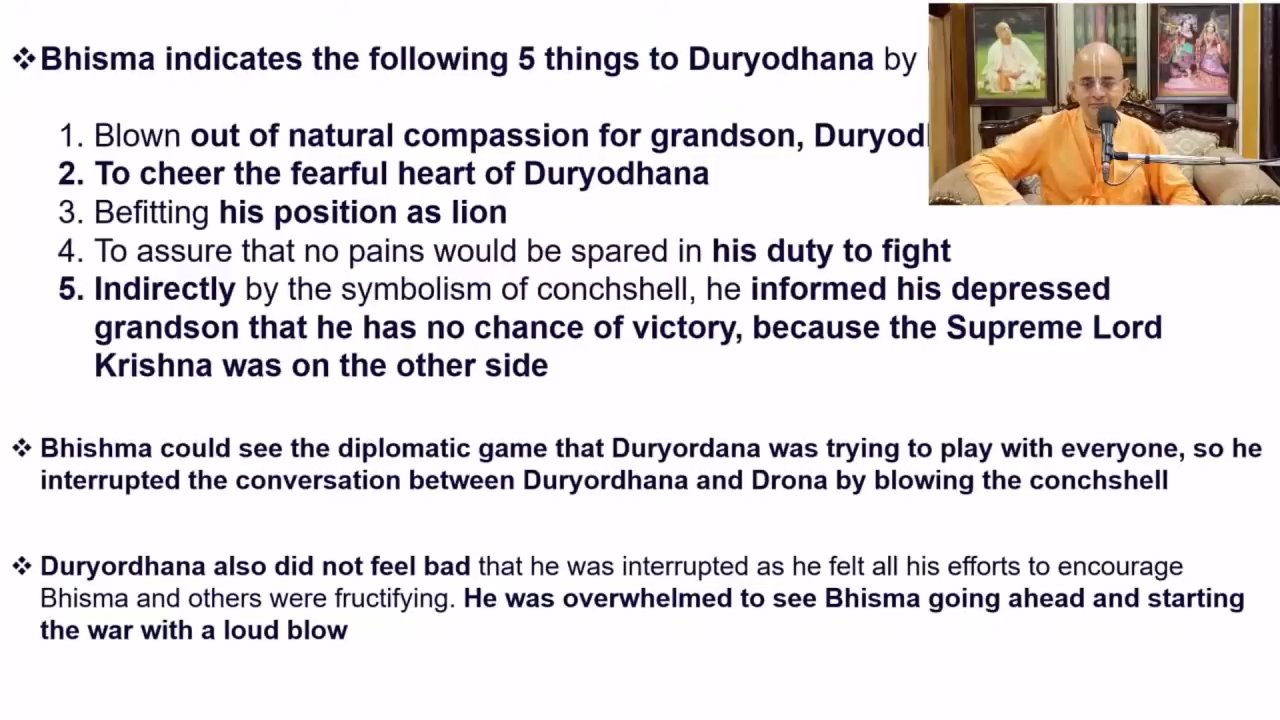 ❖Bhisma indicates the following 5 things to Duryodhana by
1. Blown out of natural compassion for grandson,
2. To cheer the fearful heart of Duryodhana
3. Befitting his position as lion
4. To assure that no pains would be spared in his duty to fight
5. Indirectly by the symbolism of conchshell, he informed his depressed
grandson that he has no chance of victory, because the Supreme Lord
Krishna was on the other side
❖ Bhishma could see the diplomatic game that Duryordana was trying to play with everyone, so he
interrupted the conversation between Duryordhana and Drona by blowing the conchshell
❖ Duryordhana also did not feel bad that he was interrupted as he felt all his efforts to encourage
Bhisma and others were fructifying. He was overwhelmed to see Bhisma going ahead and starting
the war with a loud blow